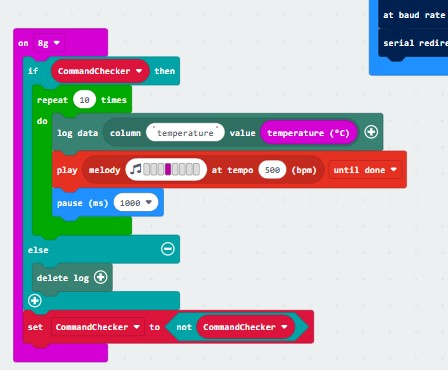 at baud rate
serial redire
on 8g
if CommandChecker then
repeat 10 times
do
log data column "temperature" value temperature (°C)
play melody at tempo 500 (bpm) until done
pause (ms) 1000
else
delete log
set CommandChecker to not CommandChecker